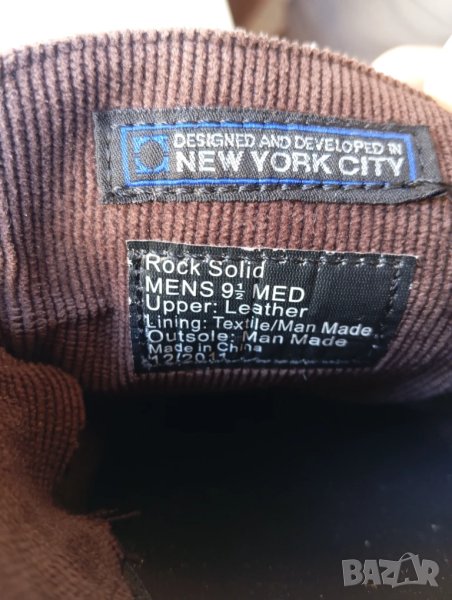 DESIGNED AND DEVELOPED IN
NEW YORK CITY
Rock Solid
MENS 9½ MED
Upper: Leather
Lining: Textile/Man Made
Outsole: Man Made
Made in China
12/2011
BAZAR